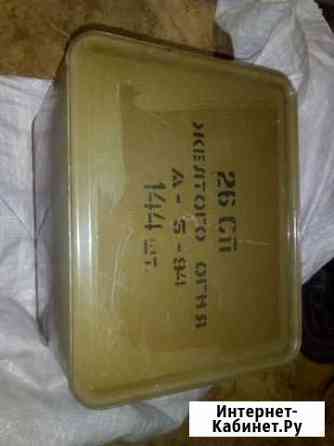 26 СП
ЖЕЛТОГО ОГНЯ
А - 5 - 84
144 шт
Интернет-
Кабинет.Ру